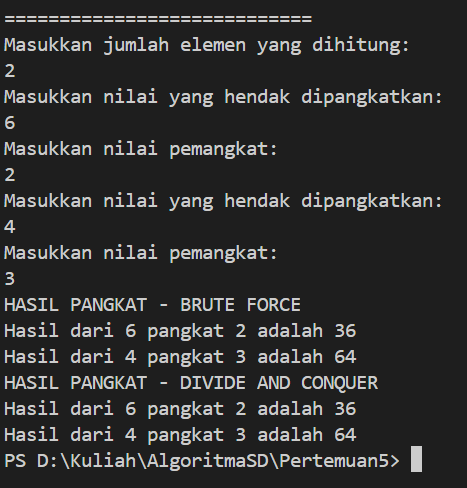 ============================
Masukkan jumlah elemen yang dihitung:
2
Masukkan nilai yang hendak dipangkatkan:
6
Masukkan nilai pemangkat:
2
Masukkan nilai yang hendak dipangkatkan:
4
Masukkan nilai pemangkat:
3
HASIL PANGKAT - BRUTE FORCE
Hasil dari 6 pangkat 2 adalah 36
Hasil dari 4 pangkat 3 adalah 64
HASIL PANGKAT - DIVIDE AND CONQUER
Hasil dari 6 pangkat 2 adalah 36
Hasil dari 4 pangkat 3 adalah 64
PS D:\Kuliah\AlgoritmaSD\Pertemuan5>